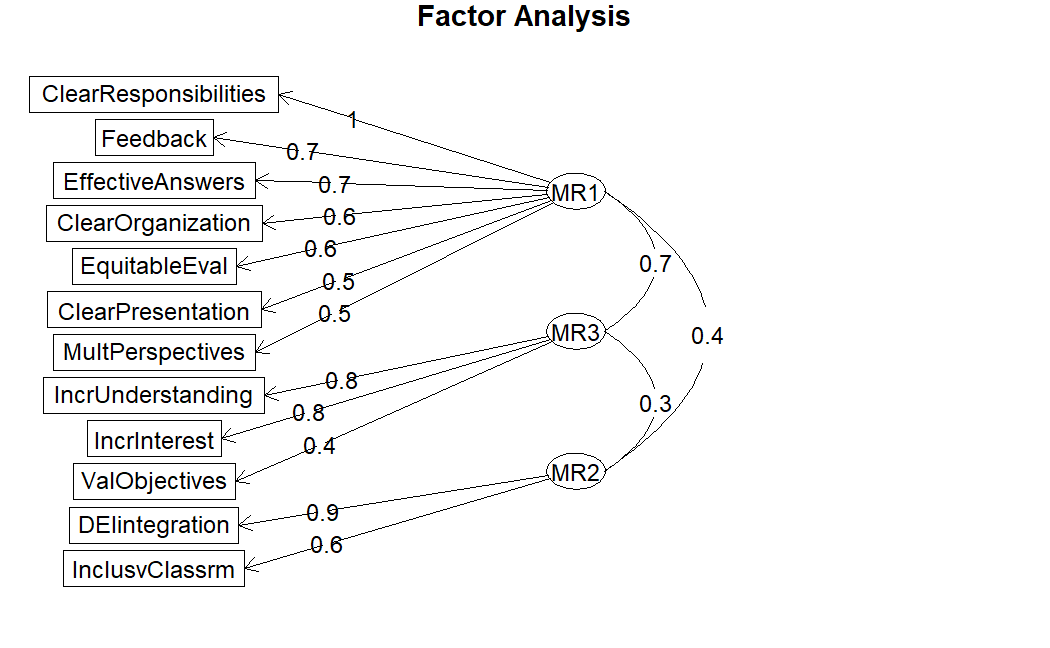 Factor Analysis
ClearResponsibilities
1
Feedback
0.7
EffectiveAnswers
0.7
MR1
ClearOrganization
0.6
EquitableEval
0.6
0.7
ClearPresentation
0.5
MultPerspectives
0.5
MR3
0.4
IncrUnderstanding
0.8
IncrInterest
0.8
0.3
ValObjectives
0.4
MR2
DEIintegration
0.9
InclusvClassrm
0.6